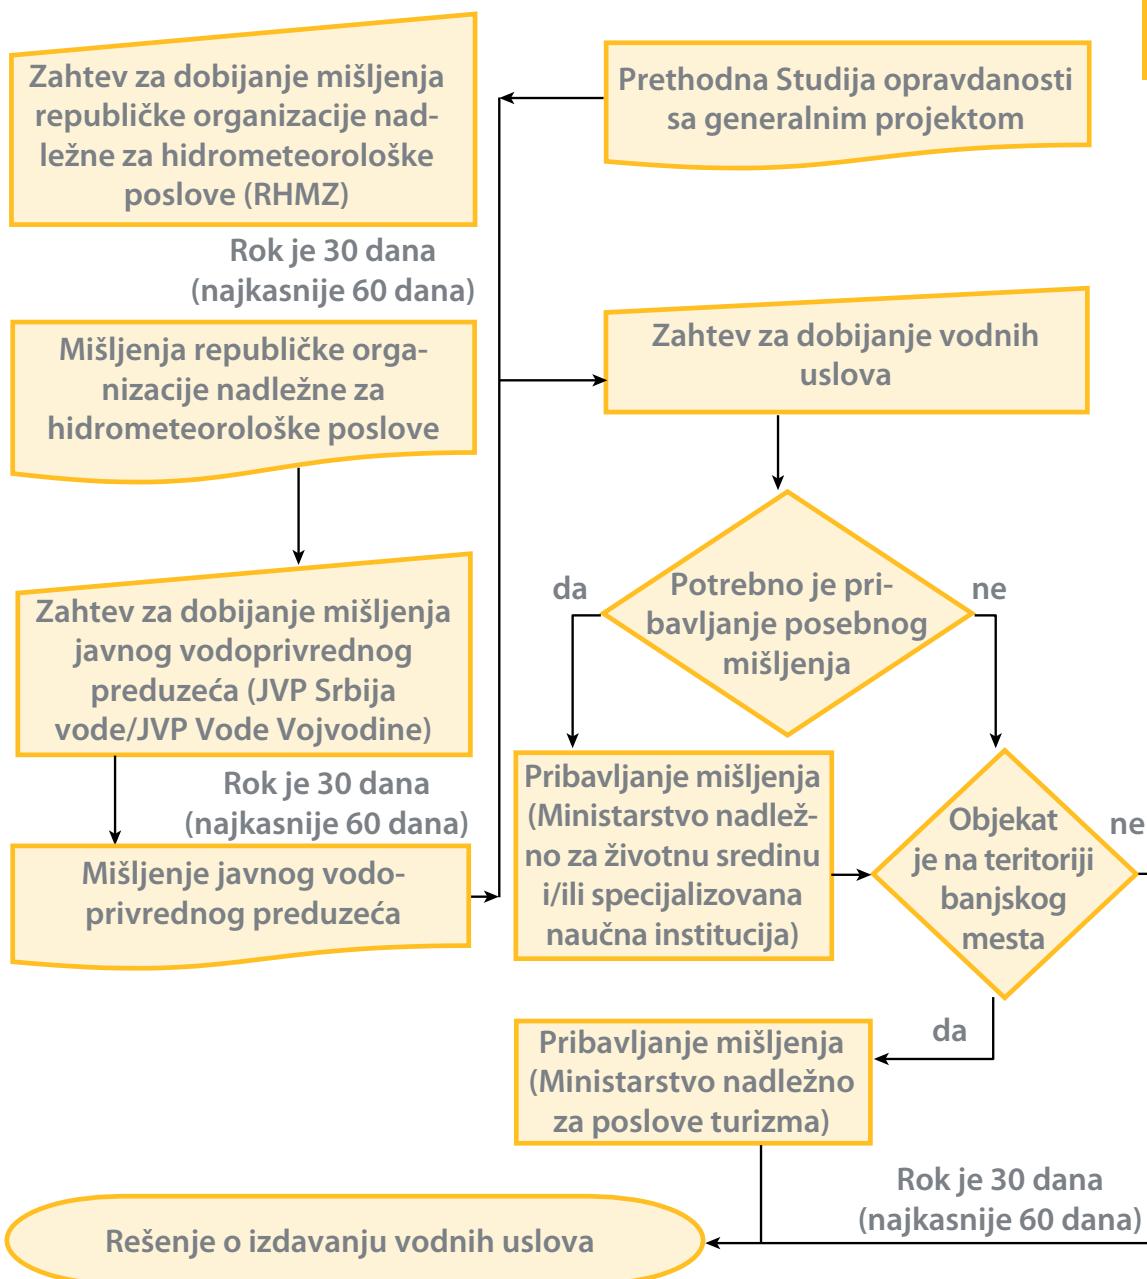 Zahtev za dobijanje mišljenja
republičke organizacije nad-
ležne za hidrometeorološke
poslove (RHMZ)
Rok je 30 dana
(najkasnije 60 dana)
Mišljenja republičke orga-
nizacije nadležne za
hidrometeorološke poslove
Zahtev za dobijanje mišljenja
javnog vodoprivrednog
preduzeća (JVP Srbija
vode/JVP Vode Vojvodine)
Rok je 30 dana
(najkasnije 60 dana)
Mišljenje javnog vodo-
privrednog preduzeća
Prethodna Studija opravdanosti
sa generalnim projektom
Zahtev za dobijanje vodnih
uslova
Potrebno je pri-
bavljanje posebnog
mišljenja
da
ne
Pribavljanje mišljenja
(Ministarstvo nadlež-
no za životnu sredinu
i/ili specijalizovana
naučna institucija)
Objekat
je na teritoriji
banjskog
mesta
ne
da
Pribavljanje mišljenja
(Ministarstvo nadležno
za poslove turizma)
Rok je 30 dana
(najkasnije 60 dana)
Rešenje o izdavanju vodnih uslova